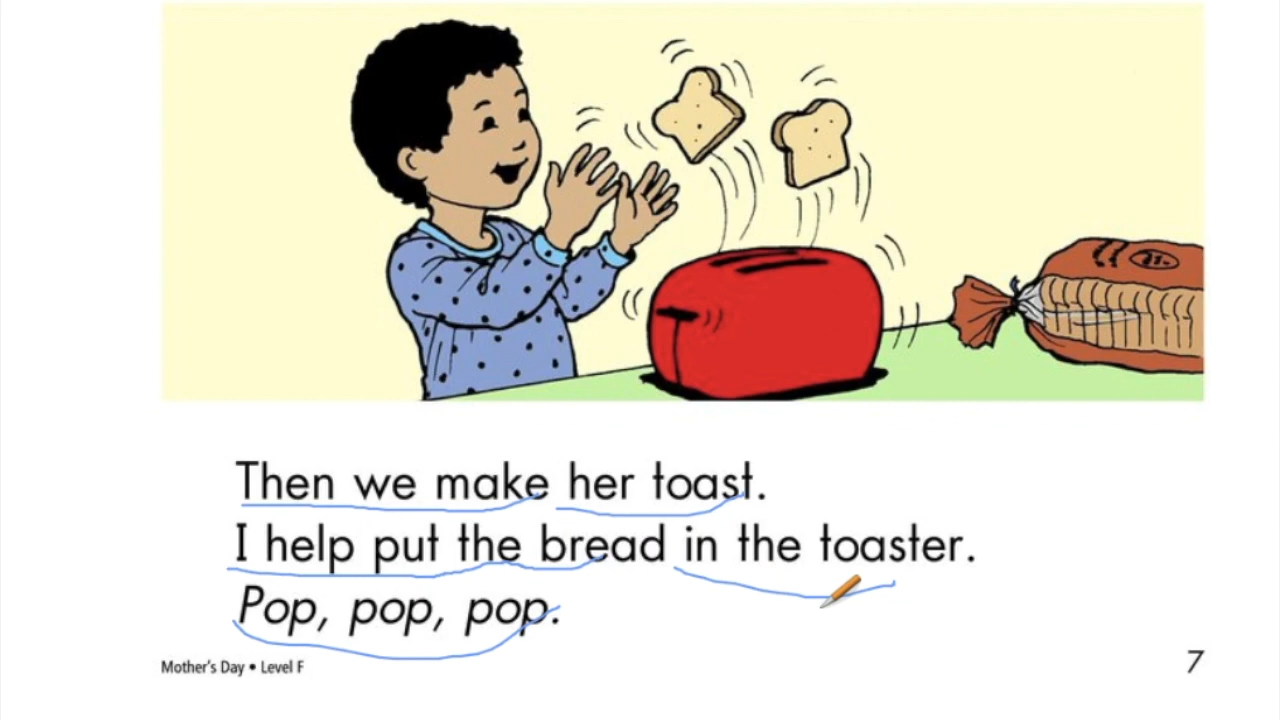 Then we make her toast.
I help put the bread in the toaster.
Pop, pop, pop.
Mother's Day • Level F
7